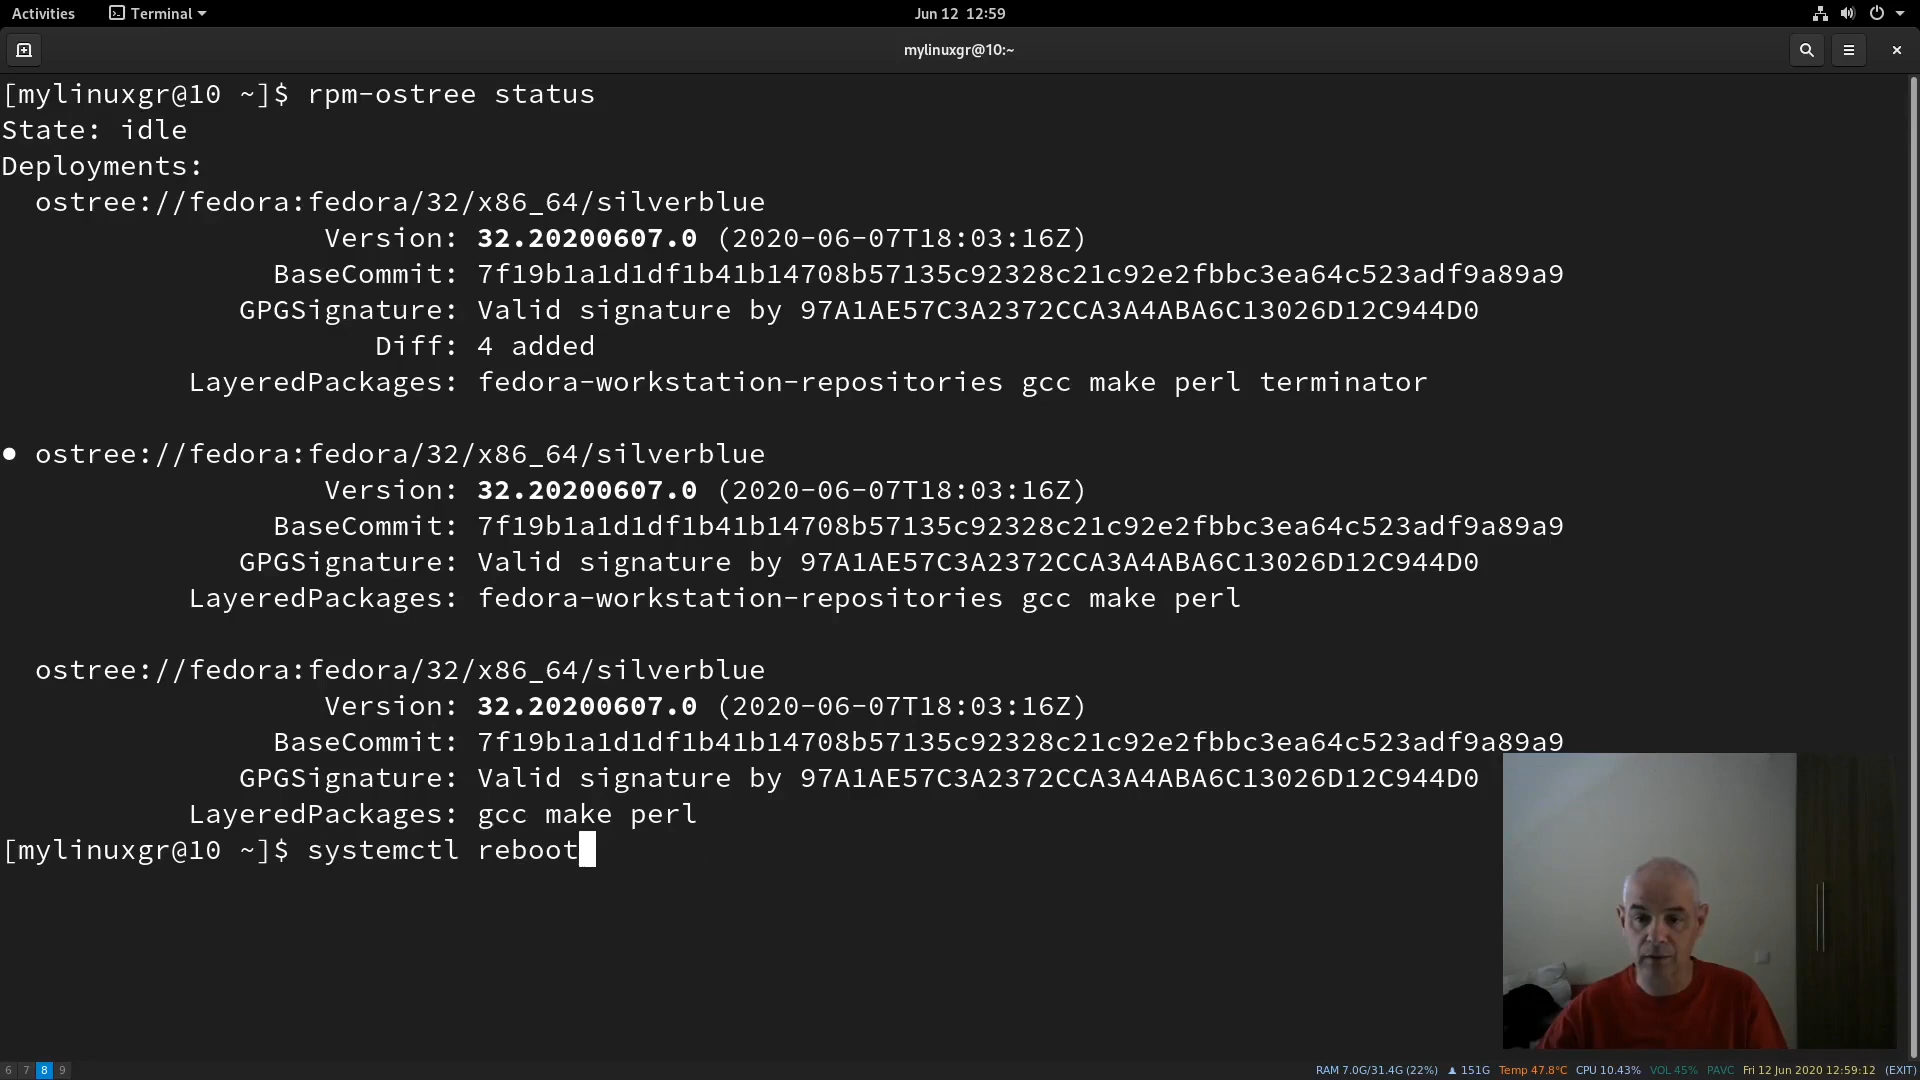 Activities Terminal Jun 12 12:59
mylinuxgr@10:~
[mylinuxgr@10 ~]$ rpm-ostree status
State: idle
Deployments:
ostree://fedora:fedora/32/x86_64/silverblue
Version: 32.20200607.0 (2020-06-07T18:03:16Z)
BaseCommit: 7f19b1a1d1df1b41b14708b57135c92328c21c92e2fbbc3ea64c523adf9a89a9
GPGSignature: Valid signature by 97A1AE57C3A2372CCA3A4ABA6C13026D12C944D0
Diff: 4 added
LayeredPackages: fedora-workstation-repositories gcc make perl terminator
● ostree://fedora:fedora/32/x86_64/silverblue
Version: 32.20200607.0 (2020-06-07T18:03:16Z)
BaseCommit: 7f19b1a1d1df1b41b14708b57135c92328c21c92e2fbbc3ea64c523adf9a89a9
GPGSignature: Valid signature by 97A1AE57C3A2372CCA3A4ABA6C13026D12C944D0
LayeredPackages: fedora-workstation-repositories gcc make perl
ostree://fedora:fedora/32/x86_64/silverblue
Version: 32.20200607.0 (2020-06-07T18:03:16Z)
BaseCommit: 7f19b1a1d1df1b41b14708b57135c92328c21c92e2fbbc3ea64c523adf9a89a9
GPGSignature: Valid signature by 97A1AE57C3A2372CCA3A4ABA6C13026D12C944D0
LayeredPackages: gcc make perl
[mylinuxgr@10 ~]$ systemctl reboot
6 7 8 9 RAM 7.0G/31.4G (22%) ▲ 151G Temp 47.8°C CPU 10.43% VOL 45% PAVC Fri 12 Jun 2020 12:59:12 (EXIT)